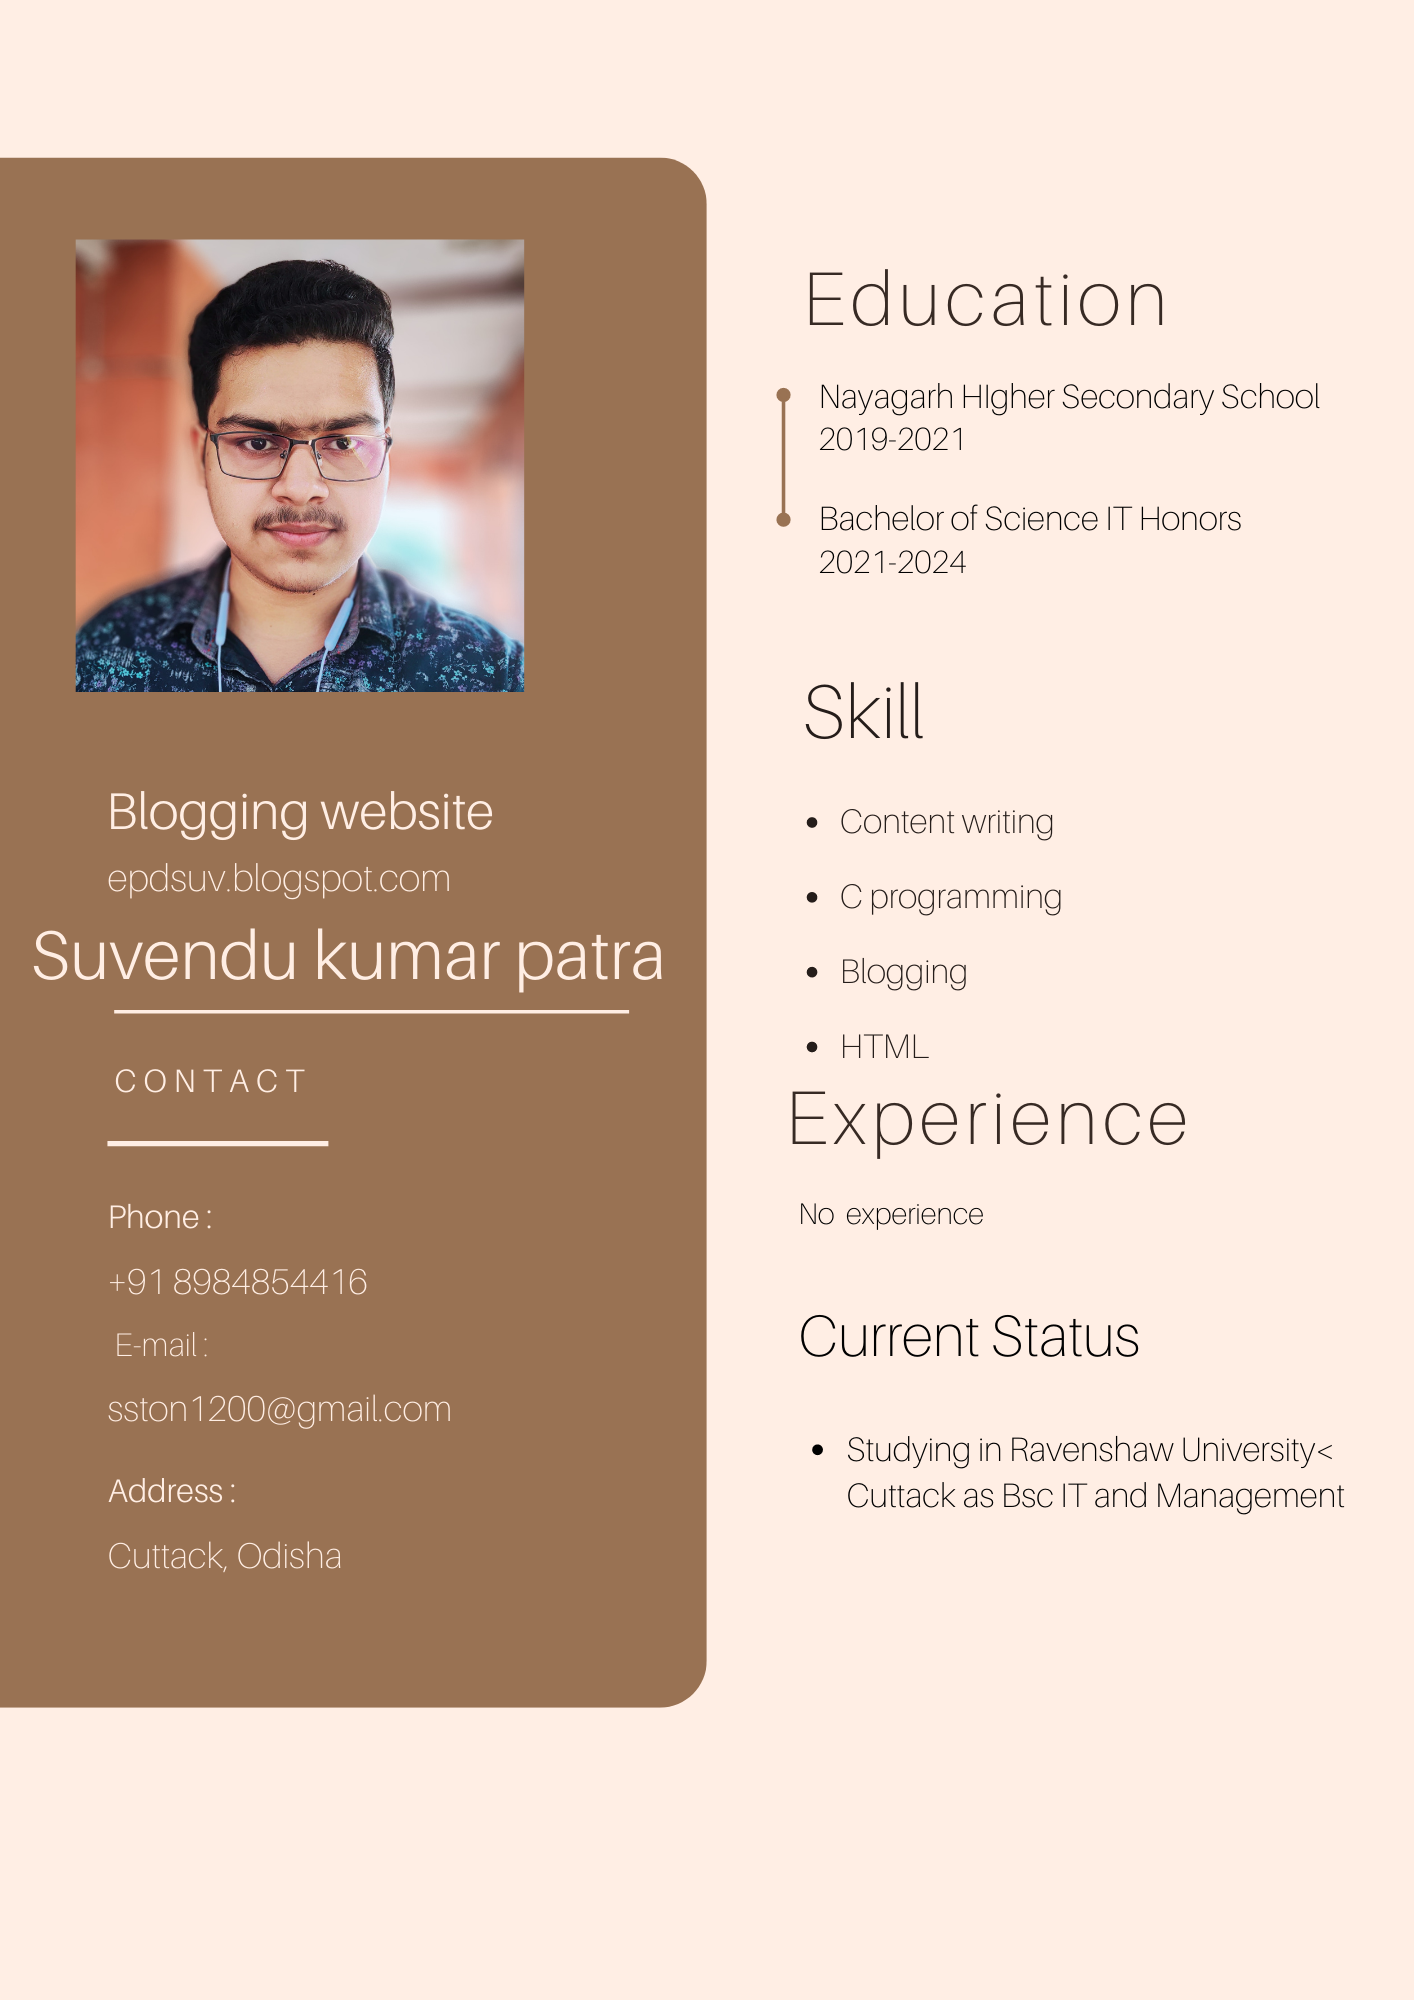 Blogging website
epdsuv.blogspot.com
Suvendu kumar patra
CONTACT
Phone :
+91 8984854416
E-mail :
sston1200@gmail.com
Address :
Cuttack, Odisha
Education
Nayagarh HIgher Secondary School
2019-2021
Bachelor of Science IT Honors
2021-2024
Skill
• Content writing
• C programming
• Blogging
• HTML
Experience
No experience
Current Status
• Studying in Ravenshaw University<
Cuttack as Bsc IT and Management